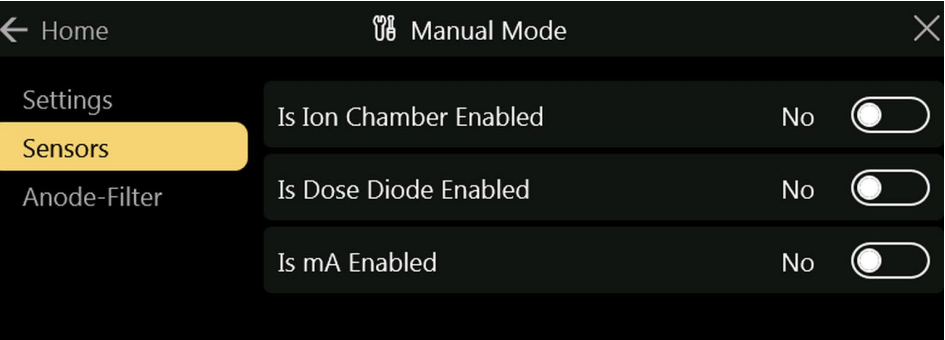 Home
Manual Mode
Settings
Sensors
Anode-Filter
Is Ion Chamber Enabled No
Is Dose Diode Enabled No
Is mA Enabled No